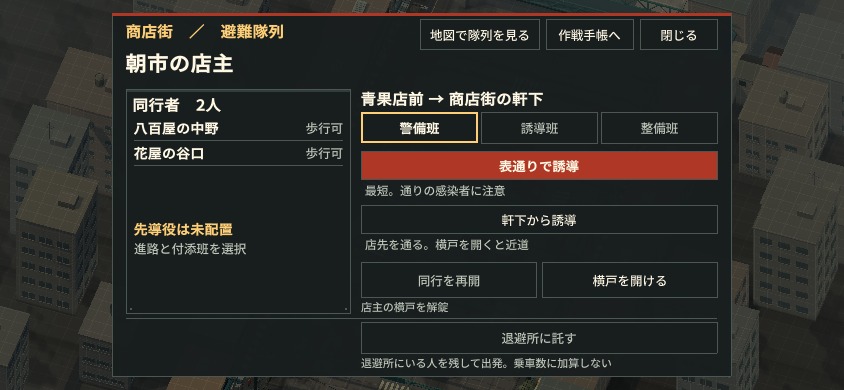 商店街　／　避難隊列
地図で隊列を見る
作戦手帳へ
閉じる
朝市の店主
同行者　2人
八百屋の中野　歩行可
花屋の谷口　歩行可
先導役は未配置
進路と付添班を選択
青果店前 → 商店街の軒下
警備班
誘導班
整備班
表通りで誘導
最短。通りの感染者に注意
軒下から誘導
店先を通る。横戸を開くと近道
同行を再開
横戸を開ける
店主の横戸を解錠
退避所に託す
退避所にいる人を残して出発。乗車数に加算しない